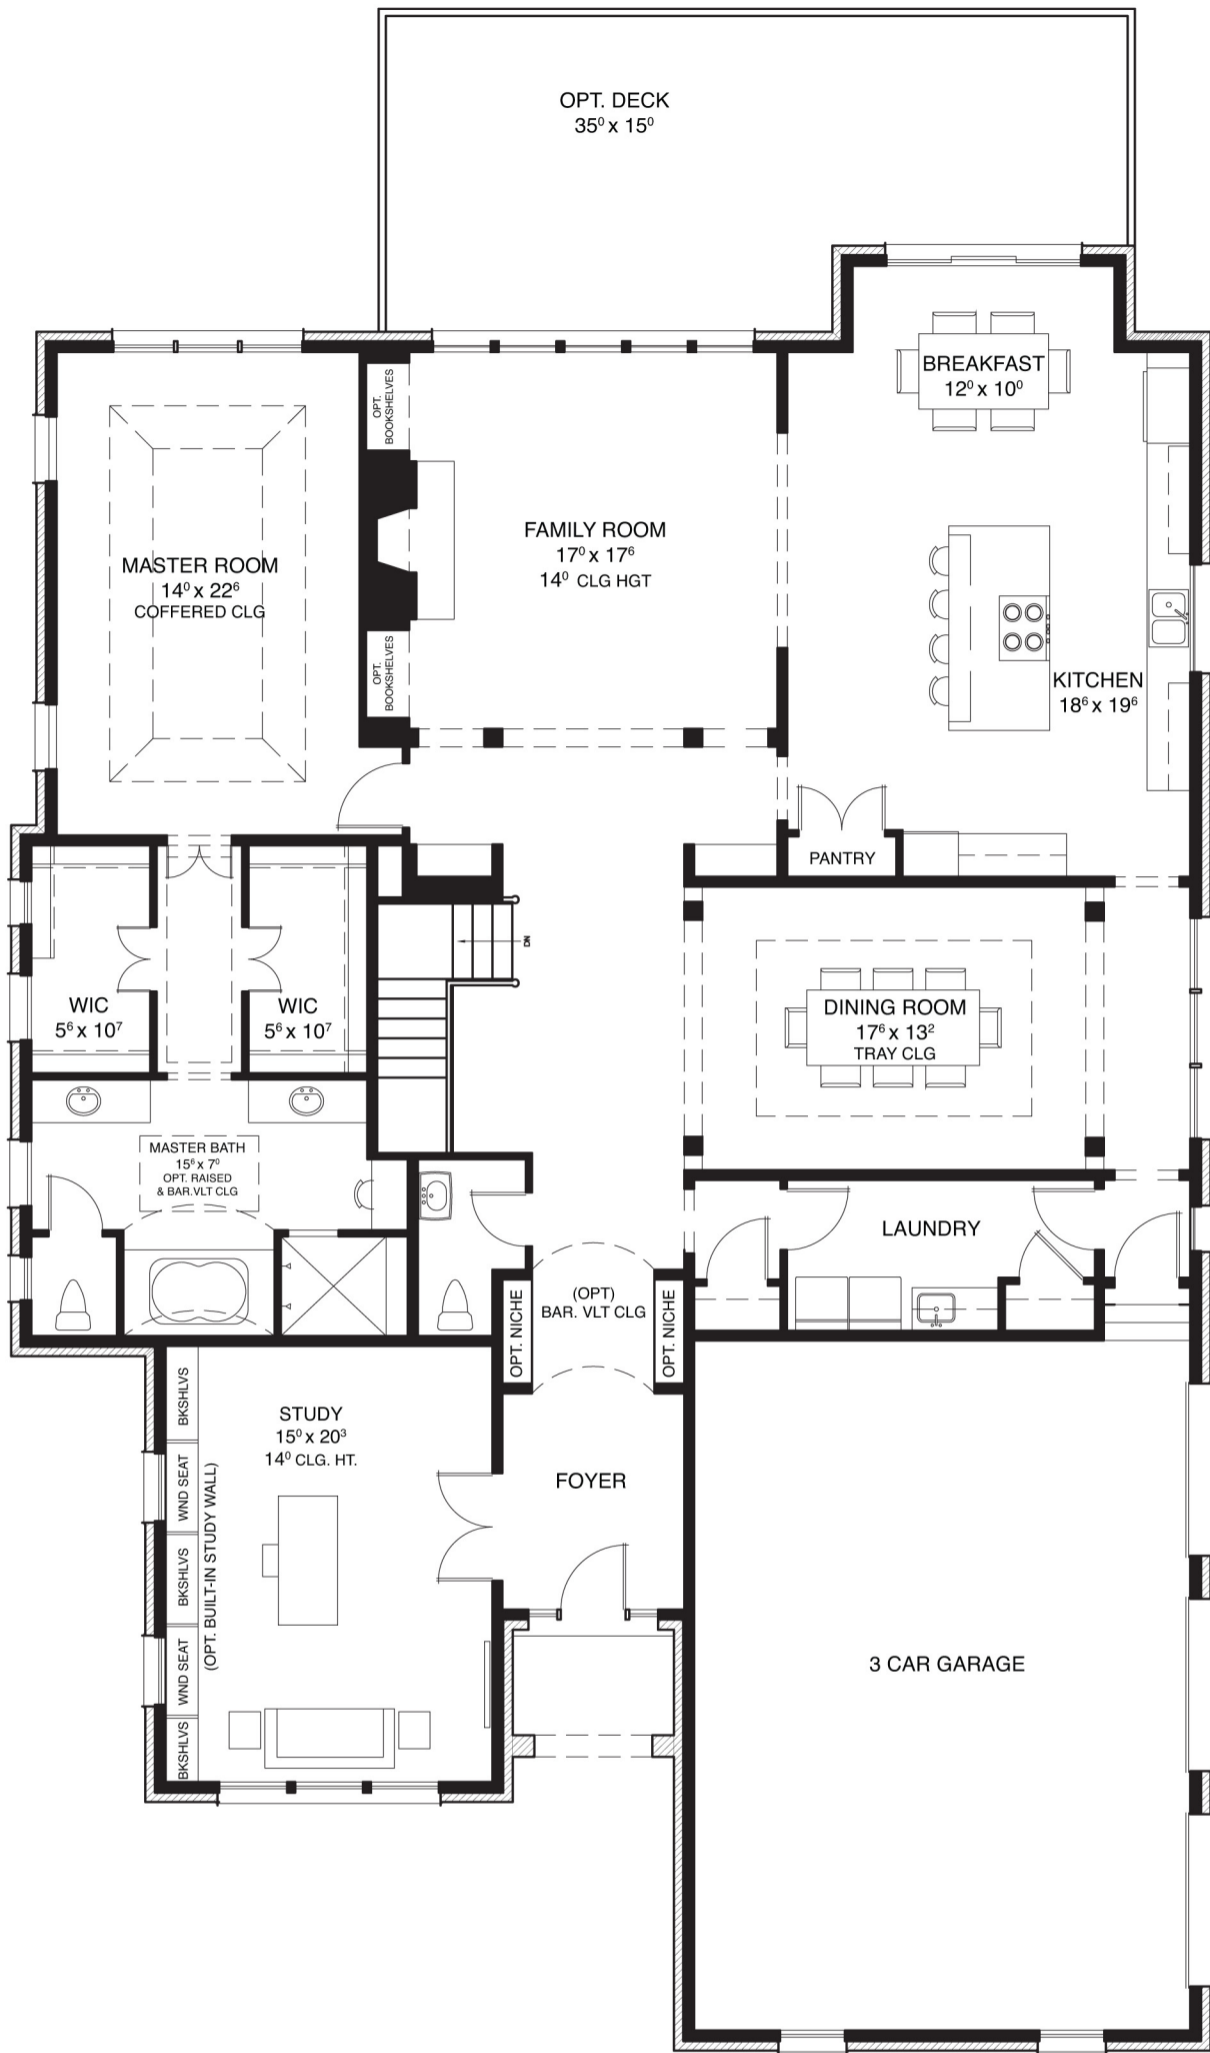 OPT. DECK
35⁰ x 15⁰
BREAKFAST
12⁰ x 10⁰
OPT.
BOOKSHELVES
FAMILY ROOM
17⁰ x 17⁶
14⁰ CLG HGT
MASTER ROOM
14⁰ x 22⁶
COFFERED CLG
OPT.
BOOKSHELVES
KITCHEN
18⁶ x 19⁶
PANTRY
DN
WIC
5⁶ x 10⁷
WIC
5⁶ x 10⁷
DINING ROOM
17⁶ x 13²
TRAY CLG
MASTER BATH
15⁶ x 7⁰
OPT. RAISED
& BAR.VLT CLG
LAUNDRY
OPT. NICHE
(OPT)
BAR. VLT CLG
OPT. NICHE
STUDY
15⁰ x 20³
14⁰ CLG. HT.
BKSHLVS
WND SEAT
BKSHLVS
WND SEAT
BKSHLVS
(OPT. BUILT-IN STUDY WALL)
FOYER
3 CAR GARAGE